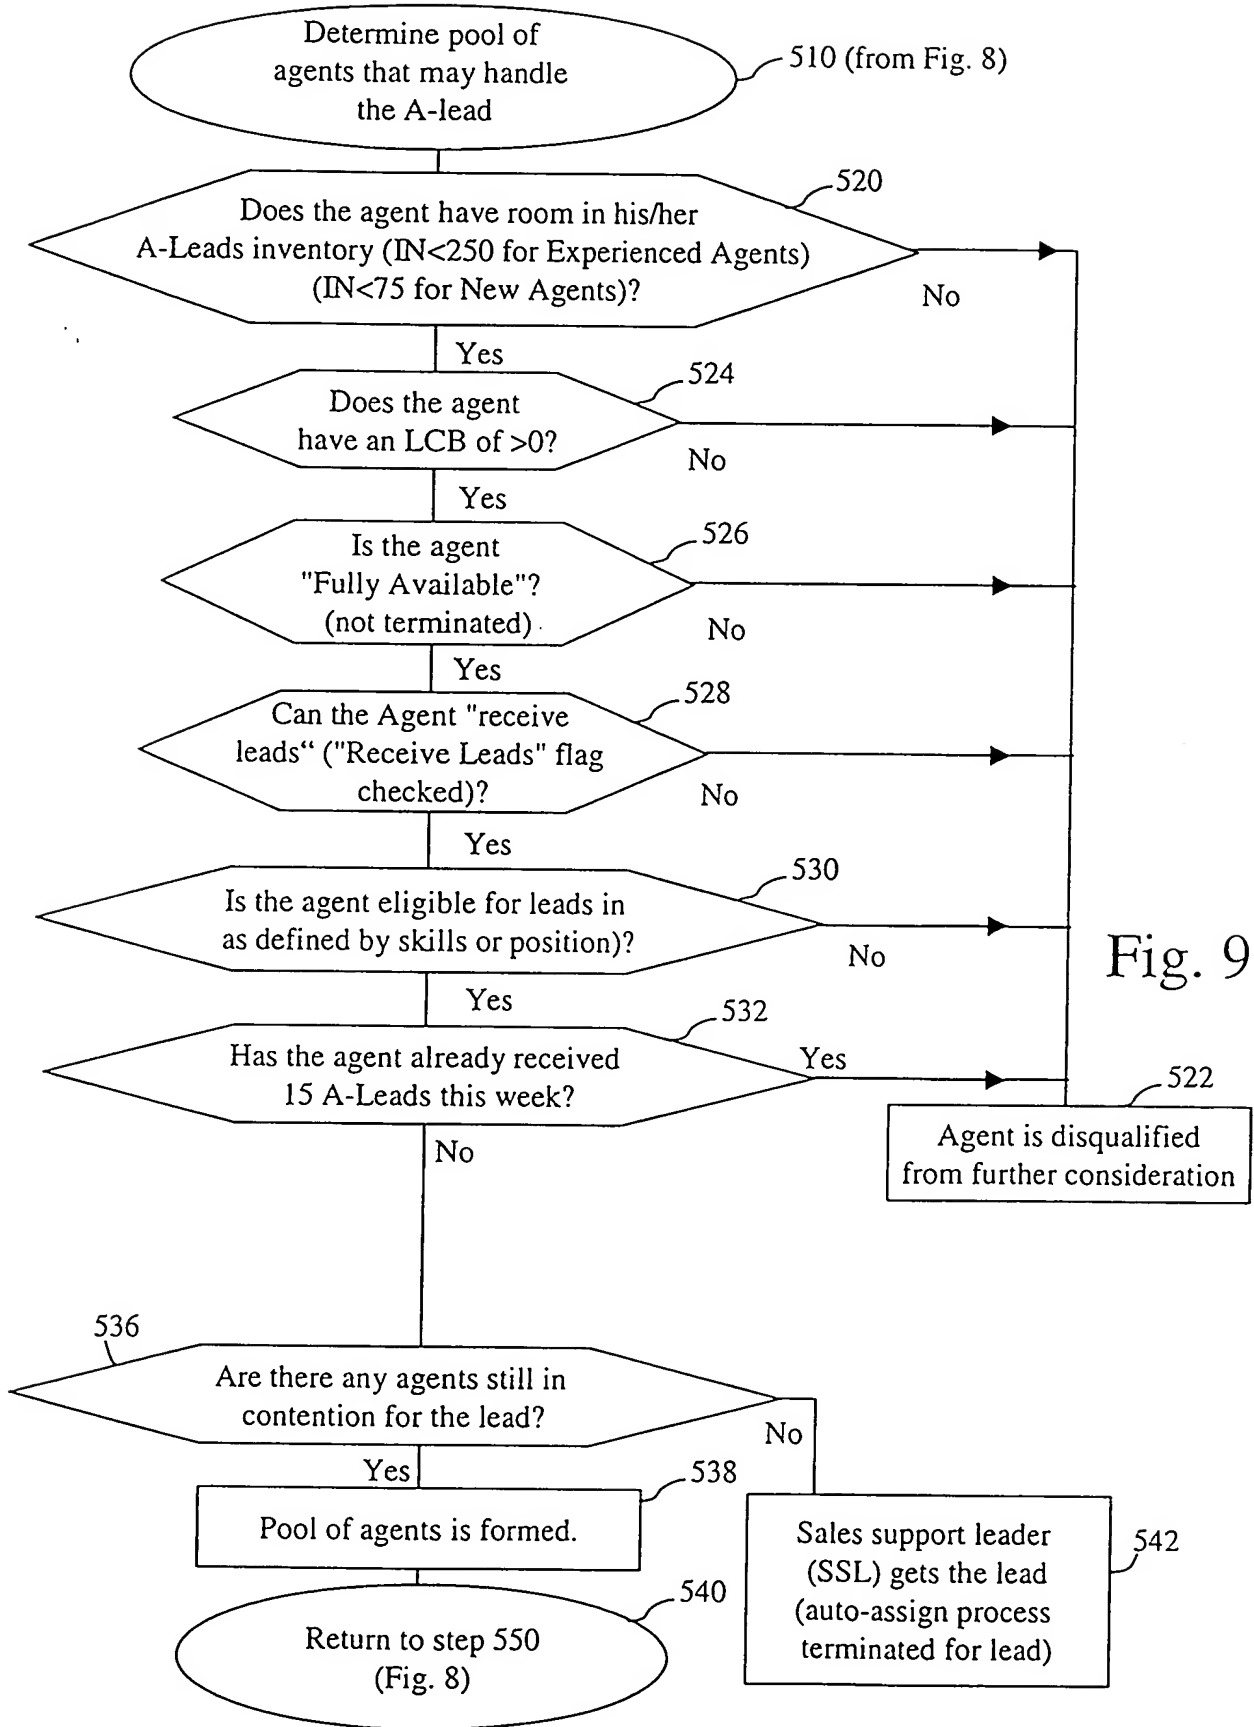 Determine pool of
agents that may handle
the A-lead
510 (from Fig. 8)
520
Does the agent have room in his/her
A-Leads inventory (IN<250 for Experienced Agents)
(IN<75 for New Agents)?
No
Yes
524
Does the agent
have an LCB of >0?
No
Yes
526
Is the agent
"Fully Available"?
(not terminated)
No
Yes
528
Can the Agent "receive
leads“ ("Receive Leads" flag
checked)?
No
Yes
530
Is the agent eligible for leads in
as defined by skills or position)?
No
Fig. 9
Yes
532
Has the agent already received
15 A-Leads this week?
Yes
522
Agent is disqualified
from further consideration
No
536
Are there any agents still in
contention for the lead?
No
Yes
538
Pool of agents is formed.
Sales support leader
(SSL) gets the lead
(auto-assign process
terminated for lead)
542
540
Return to step 550
(Fig. 8)